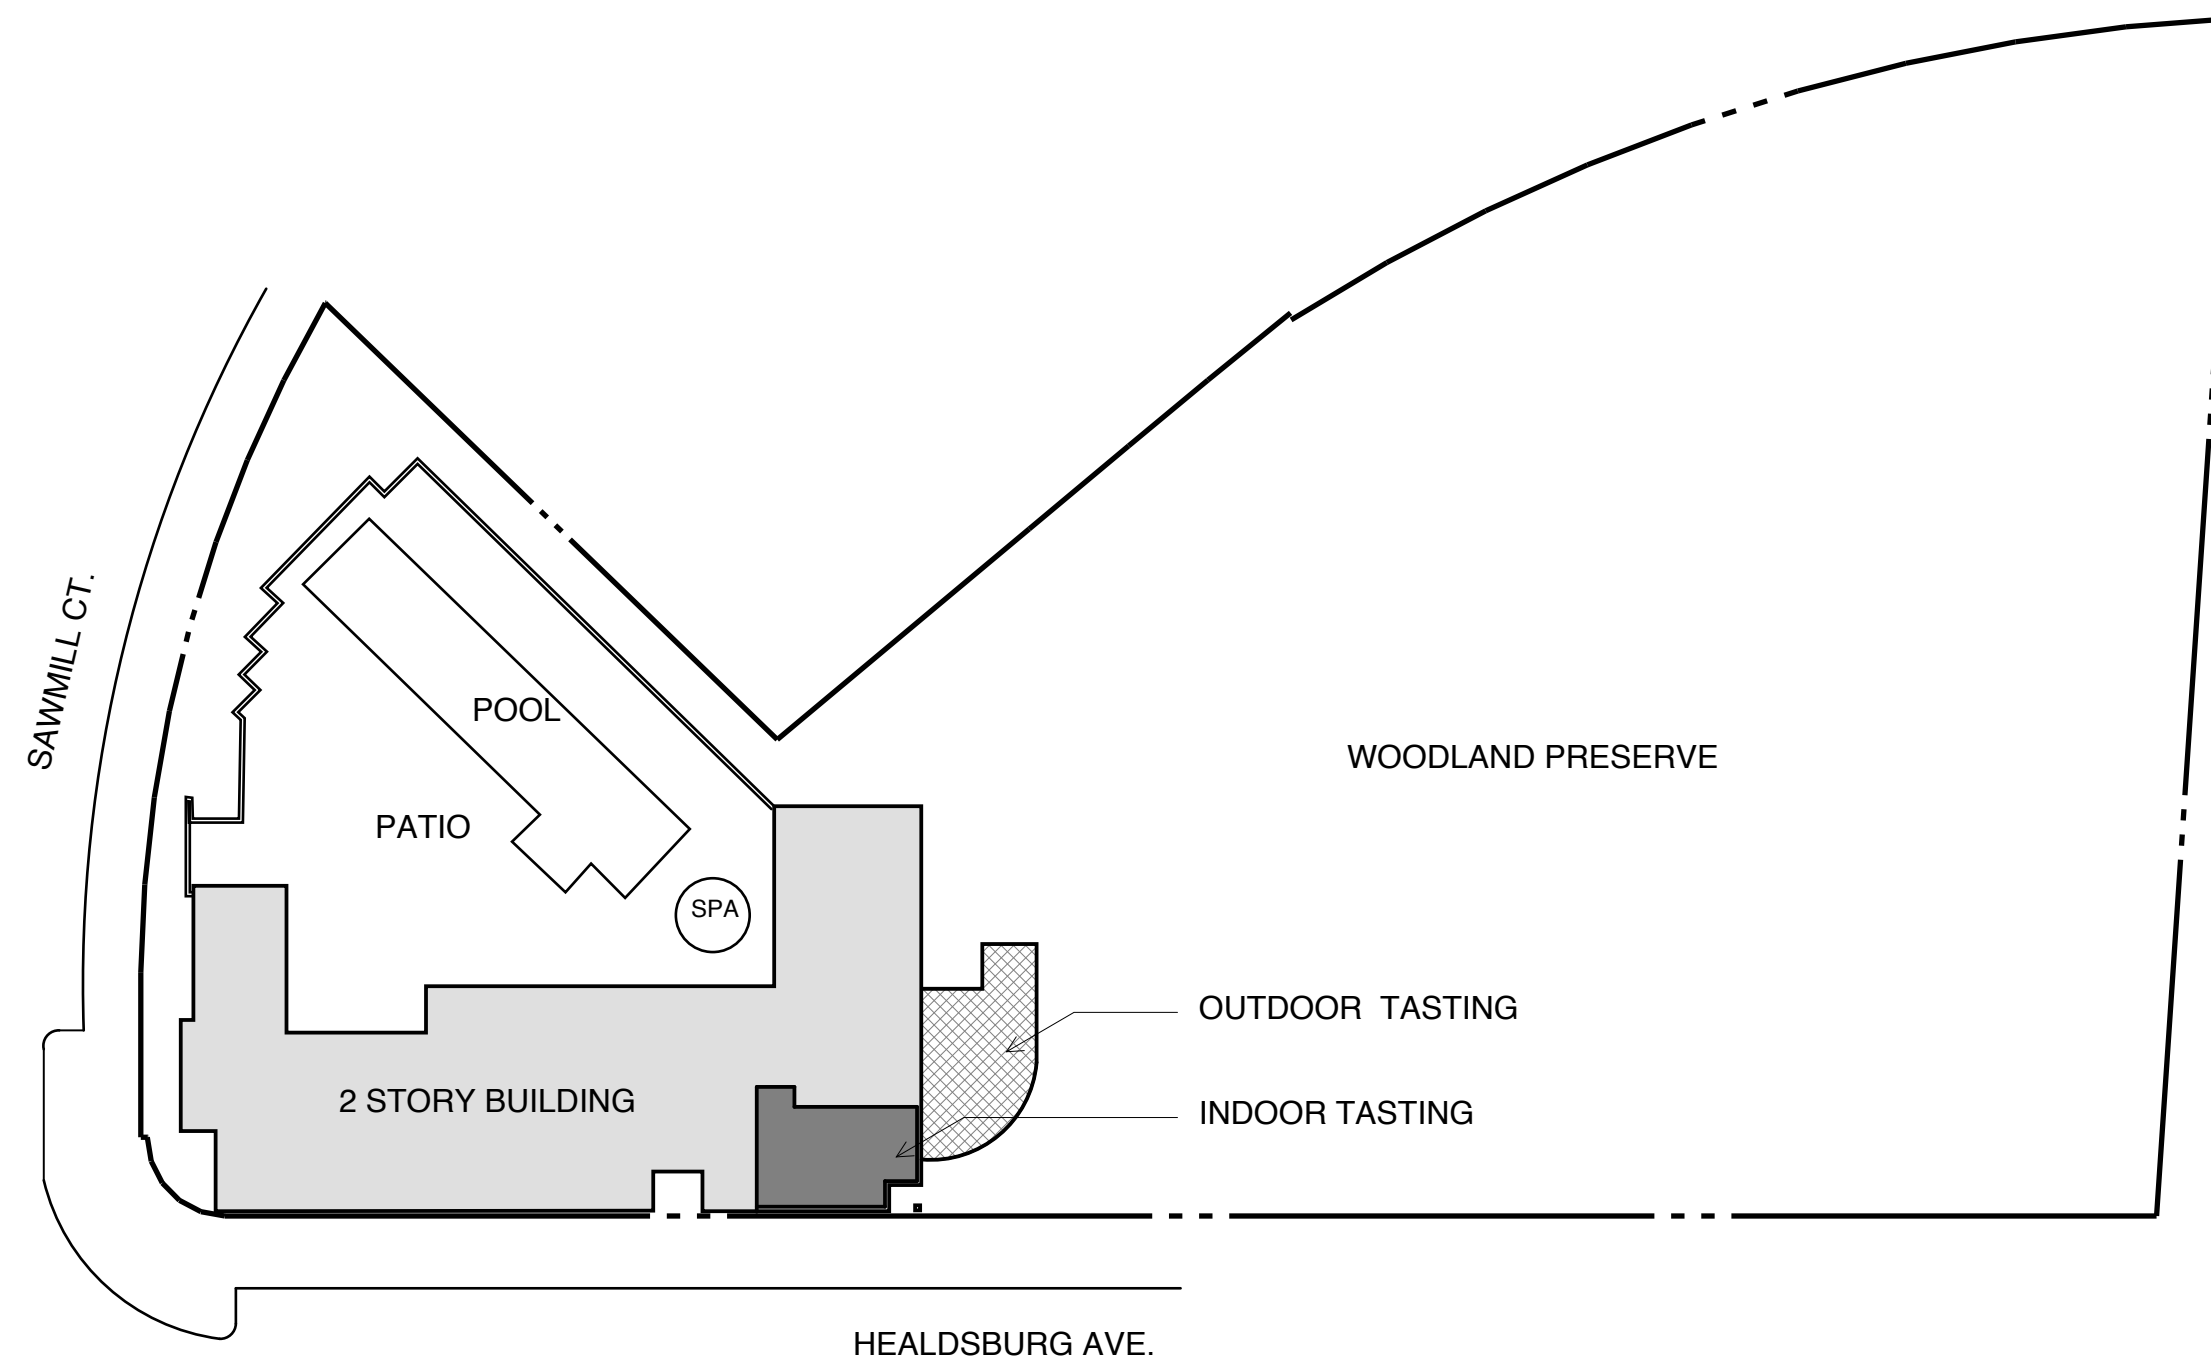 SAWMILL CT.
POOL
WOODLAND PRESERVE
PATIO
SPA
OUTDOOR TASTING
2 STORY BUILDING
INDOOR TASTING
HEALDSBURG AVE.